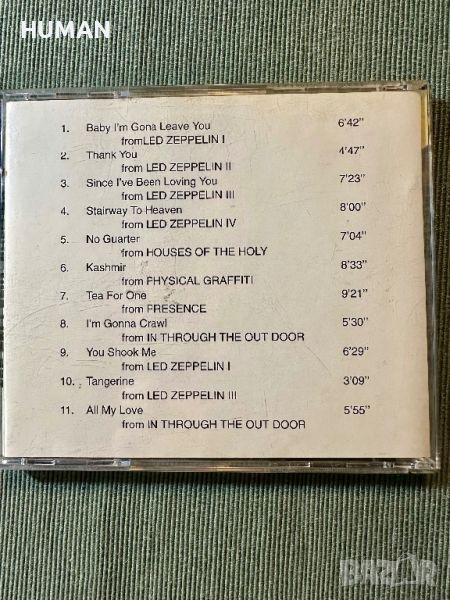 HUMAN
1. Baby I'm Gona Leave You 6'42"
fromLED ZEPPELIN I
2. Thank You 4'47"
from LED ZEPPELIN II
3. Since I've Been Loving You 7'23"
from LED ZEPPELIN III
4. Stairway To Heaven 8'00"
from LED ZEPPELIN IV
5. No Guarter 7'04"
from HOUSES OF THE HOLY
6. Kashmir 8'33"
from PHYSICAL GRAFFITI
7. Tea For One 9'21"
from PRESENCE
8. I'm Gonna Crawl 5'30"
from IN THROUGH THE OUT DOOR
9. You Shook Me 6'29"
from LED ZEPPELIN I
10. Tangerine 3'09"
from LED ZEPPELIN III
11. All My Love 5'55"
from IN THROUGH THE OUT DOOR
BAZAR